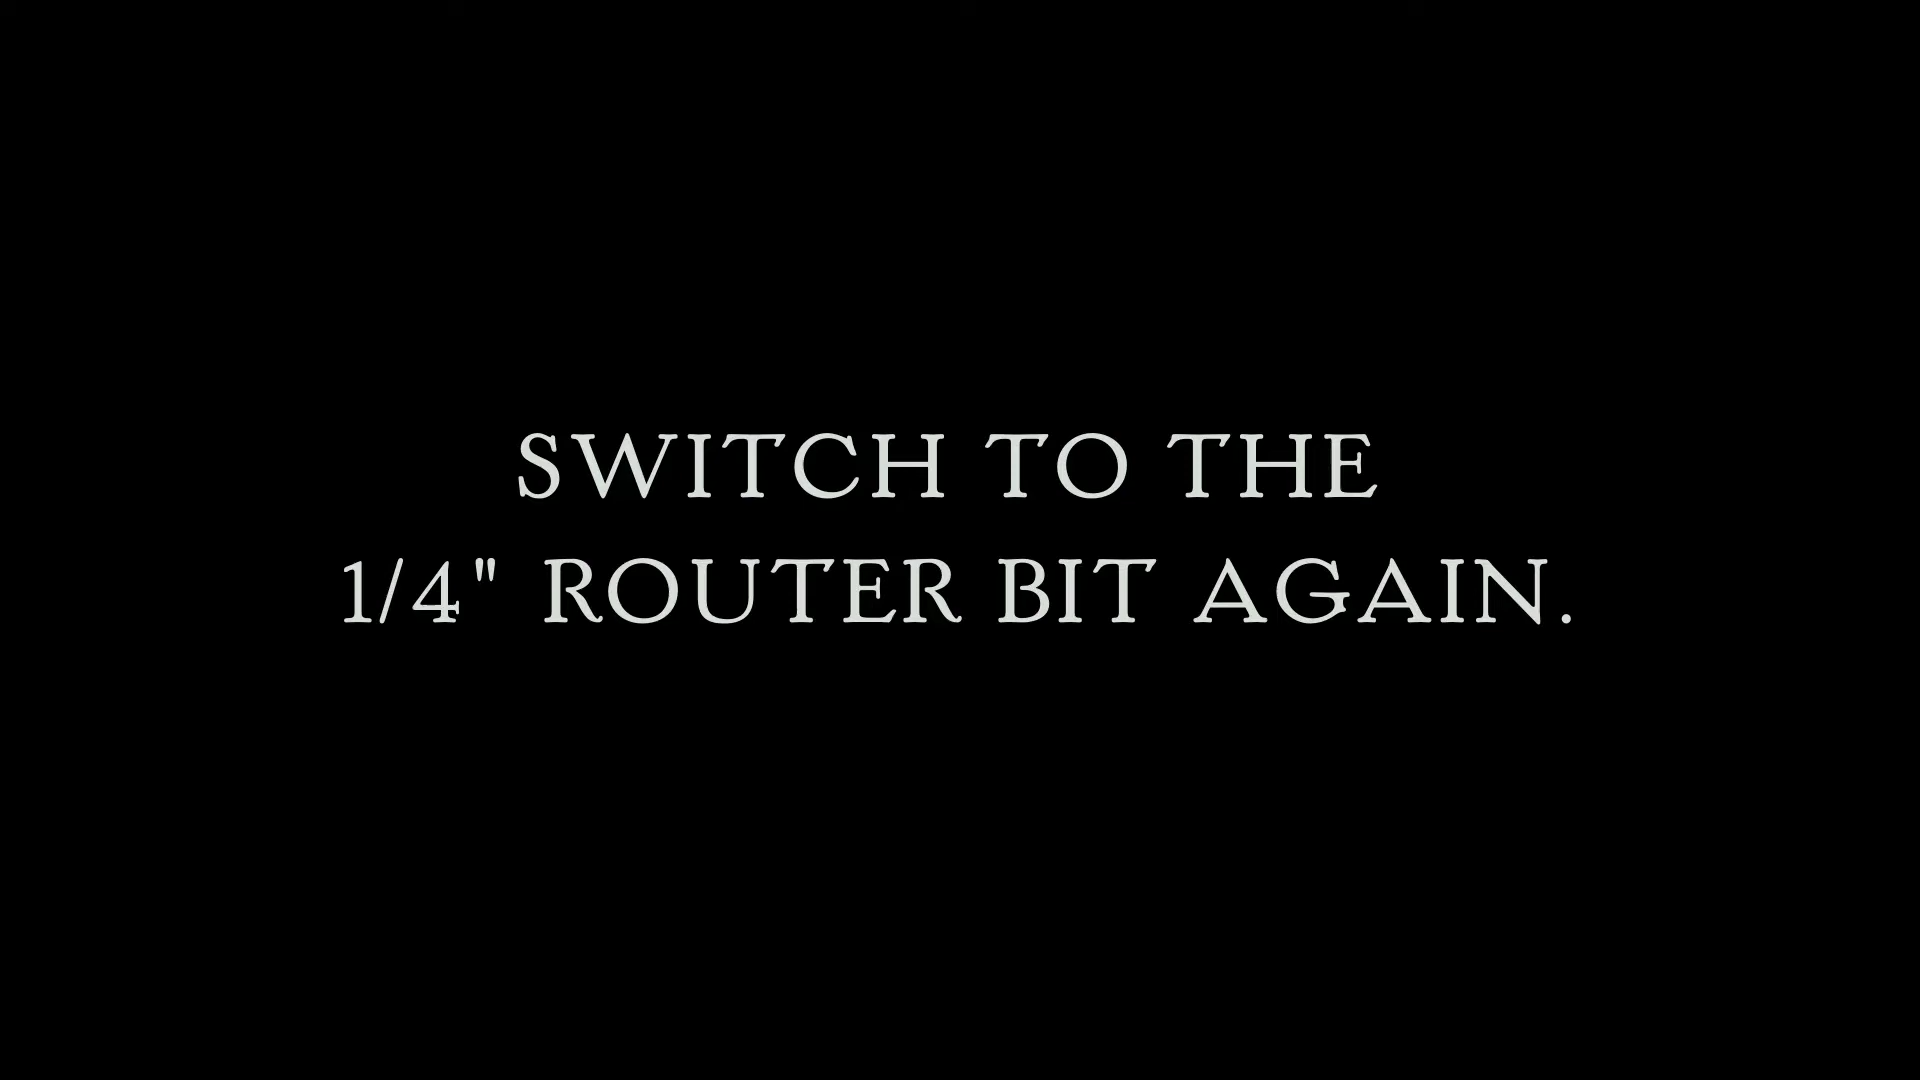 SWITCH TO THE
1/4" ROUTER BIT AGAIN.